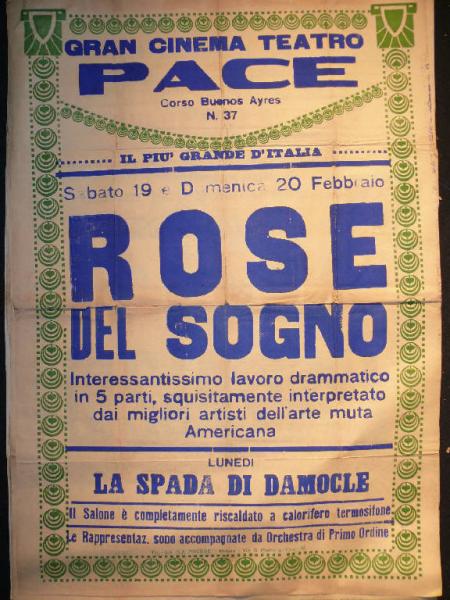 GRAN CINEMA TEATRO
PACE
Corso Buenos Ayres
N. 37
IL PIU' GRANDE D'ITALIA
Sabato 19 e Domenica 20 Febbraio
ROSE
DEL SOGNO
Interessantissimo lavoro drammatico
in 5 parti, squisitamente interpretato
dai migliori artisti dell'arte muta
Americana
LUNEDI
LA SPADA DI DAMOCLE
Il Salone è completamente riscaldato a calorifero termosifone
Le Rappresentaz. sono accompagnate da Orchestra di Primo Ordine